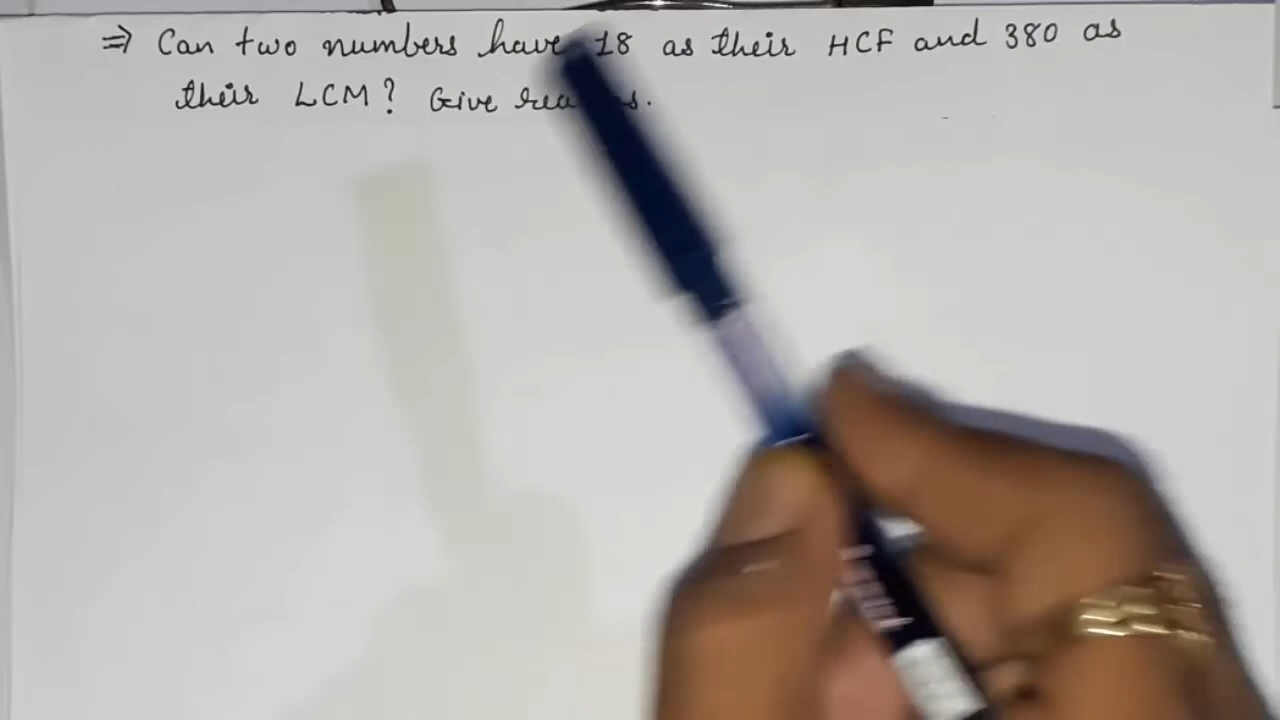 ⇒ Can two numbers have 18 as their HCF and 380 as
their LCM? Give